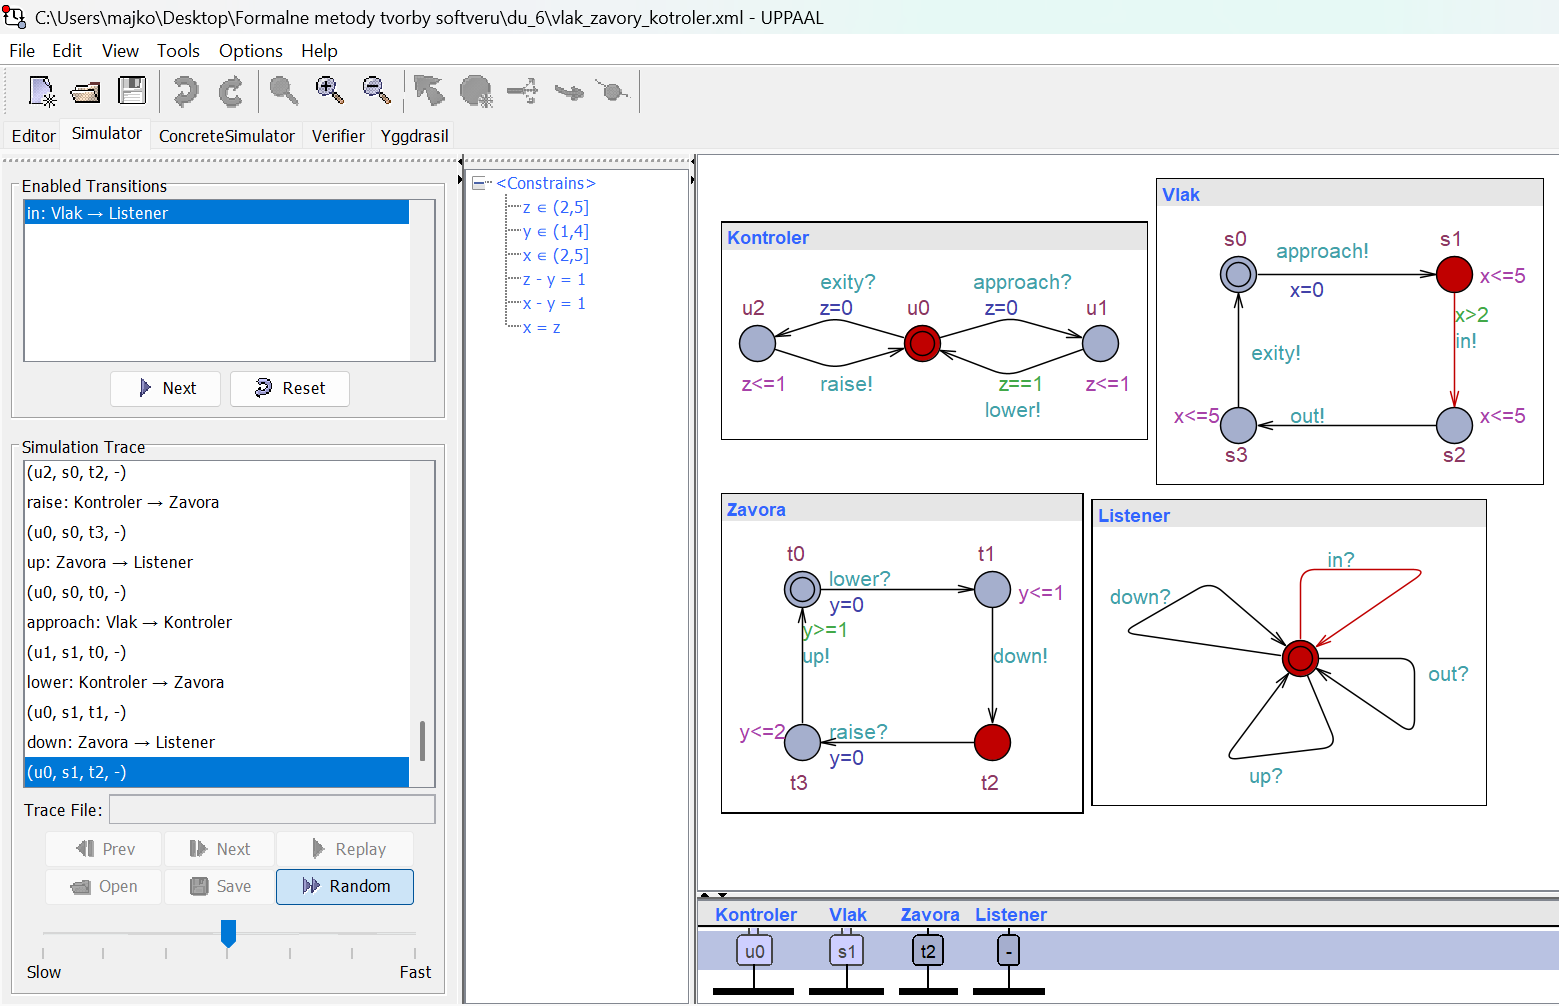 C:\Users\majko\Desktop\Formalne metody tvorby softveru\du_6\vlak_zavory_kotroler.xml - UPPAAL
File Edit View Tools Options Help
Editor Simulator ConcreteSimulator Verifier Yggdrasil
Enabled Transitions
in: Vlak → Listener
Next Reset
Simulation Trace
(u2, s0, t2, -)
raise: Kontroler → Zavora
(u0, s0, t3, -)
up: Zavora → Listener
(u0, s0, t0, -)
approach: Vlak → Kontroler
(u1, s1, t0, -)
lower: Kontroler → Zavora
(u0, s1, t1, -)
down: Zavora → Listener
(u0, s1, t2, -)
Trace File:
Prev Next Replay
Open Save Random
Slow Fast
<Constrains>
z ∈ (2,5]
y ∈ (1,4]
x ∈ (2,5]
z - y = 1
x - y = 1
x = z
Kontroler
exity? approach?
z=0 z=0
u2 u0 u1
z<=1 raise! z==1 z<=1
lower!
Vlak
s0 s1
approach!
x=0
x<=5
x>2
in!
exity!
x<=5 out! x<=5
s3 s2
Zavora
t0 t1
lower?
y=0
y<=1
y>=1
up! down!
y<=2 raise?
y=0
t3 t2
Listener
in?
down?
out?
up?
Kontroler Vlak Zavora Listener
u0 s1 t2 -